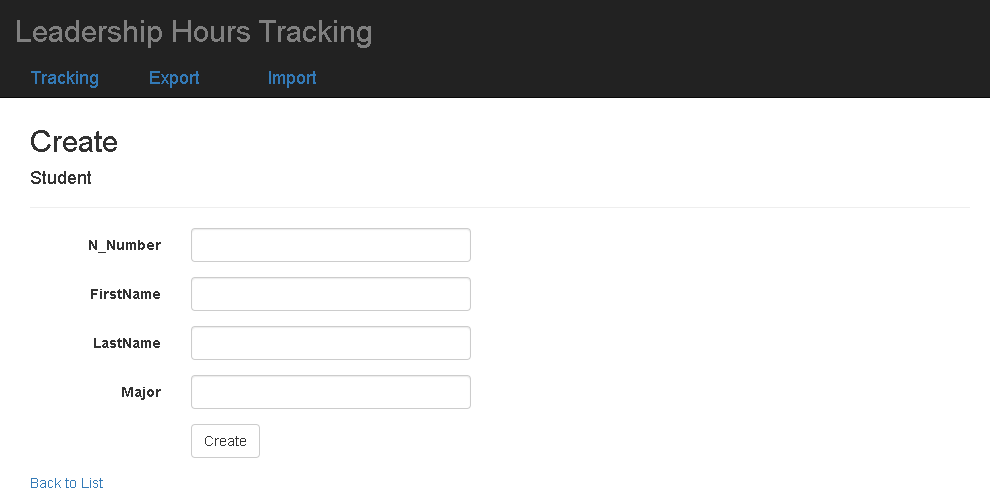 Leadership Hours Tracking
Tracking Export Import
Create
Student
N_Number
FirstName
LastName
Major
Create
Back to List